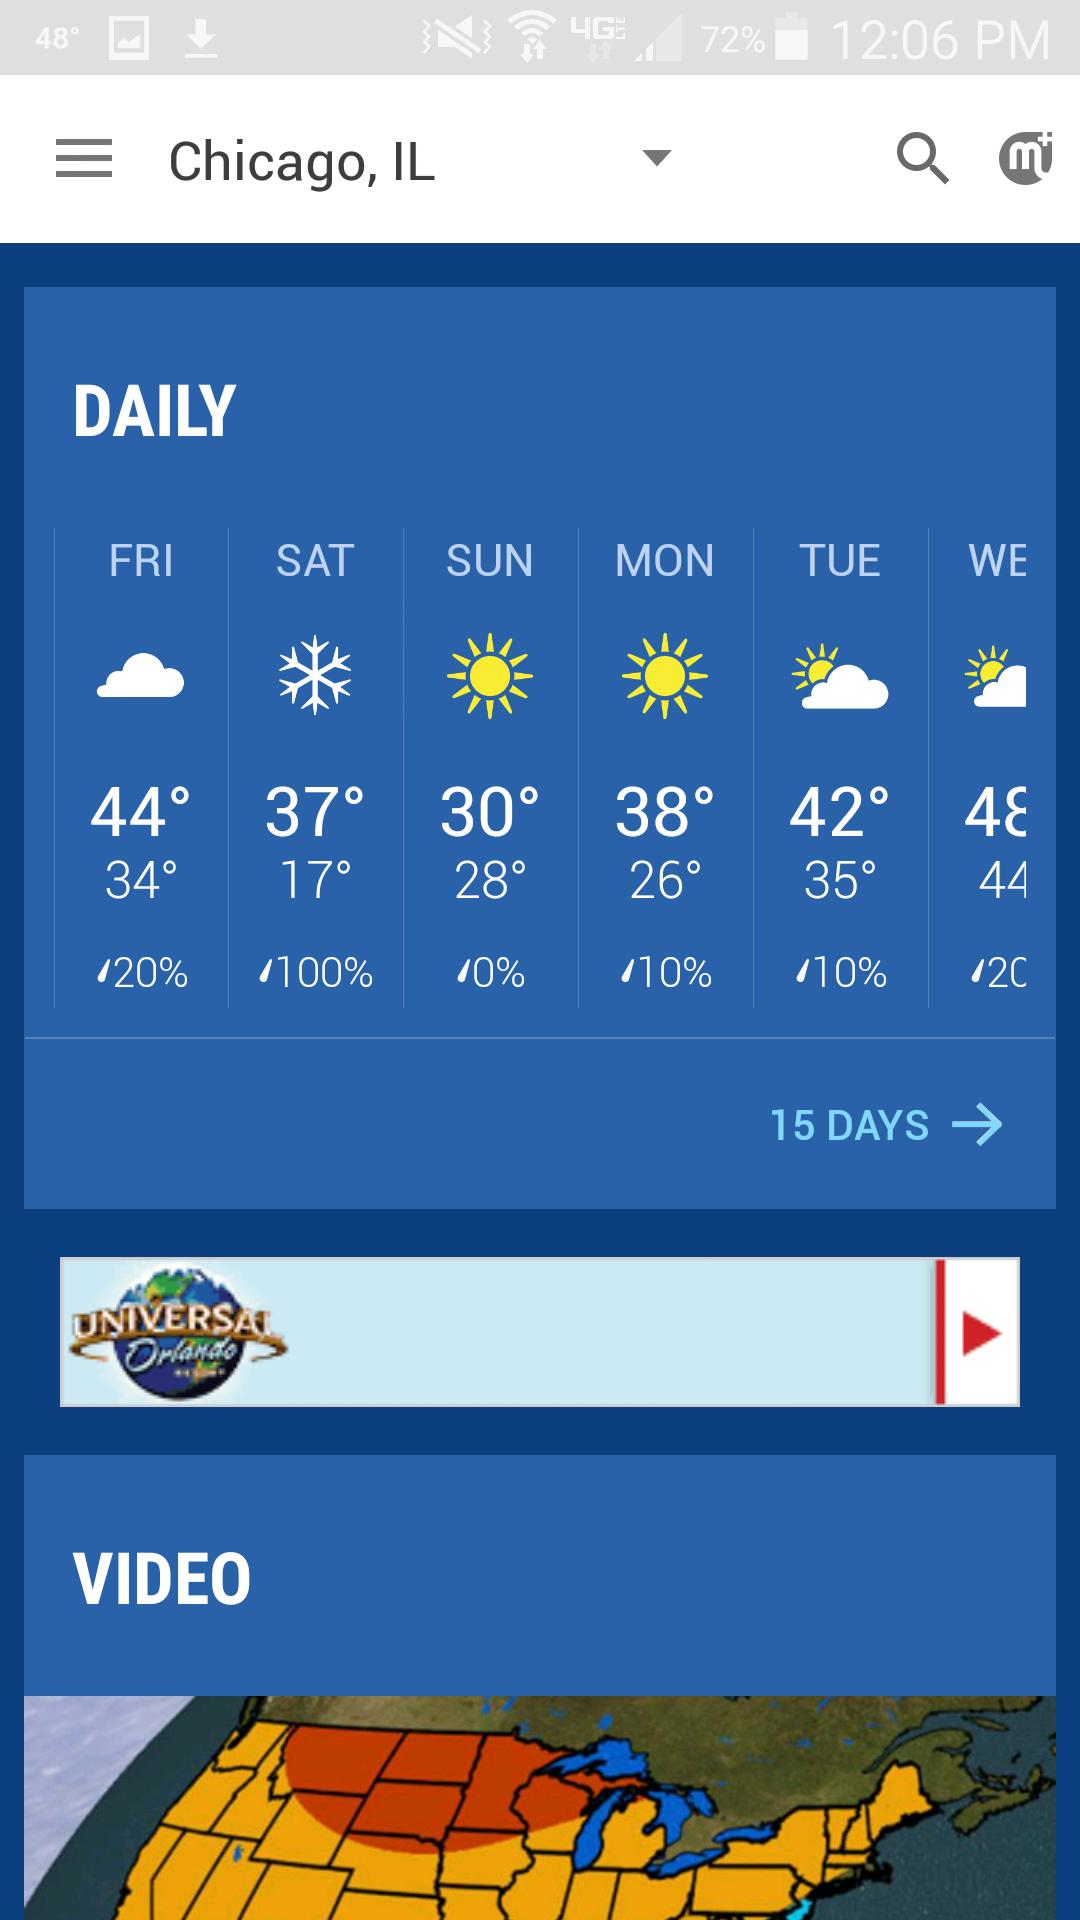 48° 4G LTE 72% 12:06 PM
Chicago, IL m+
DAILY
FRI SAT SUN MON TUE WE
44° 37° 30° 38° 42° 48
34° 17° 28° 26° 35° 44
20% 100% 0% 10% 10% 20
15 DAYS
UNIVERSAL
Orlando
VIDEO